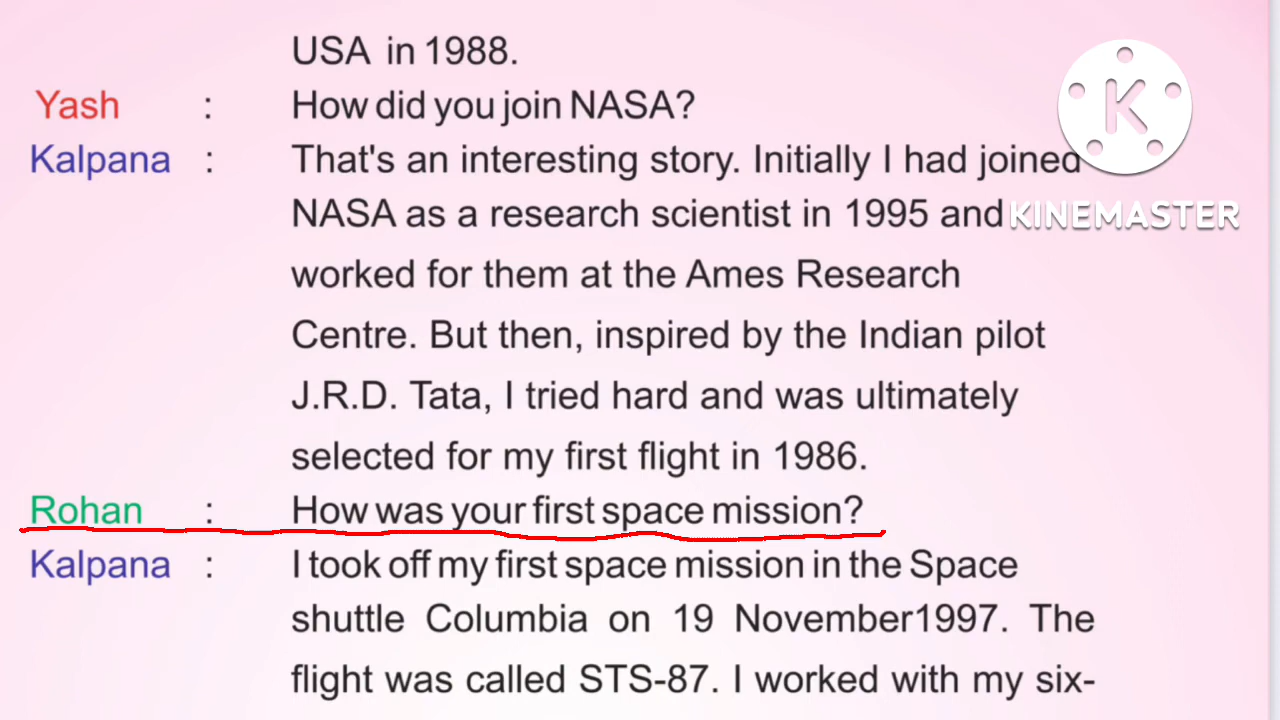 USA in 1988.
Yash : How did you join NASA?
Kalpana : That's an interesting story. Initially I had joined
NASA as a research scientist in 1995 and
worked for them at the Ames Research
Centre. But then, inspired by the Indian pilot
J.R.D. Tata, I tried hard and was ultimately
selected for my first flight in 1986.
Rohan : How was your first space mission?
Kalpana : I took off my first space mission in the Space
shuttle Columbia on 19 November1997. The
flight was called STS-87. I worked with my six-
K
KINEMASTER